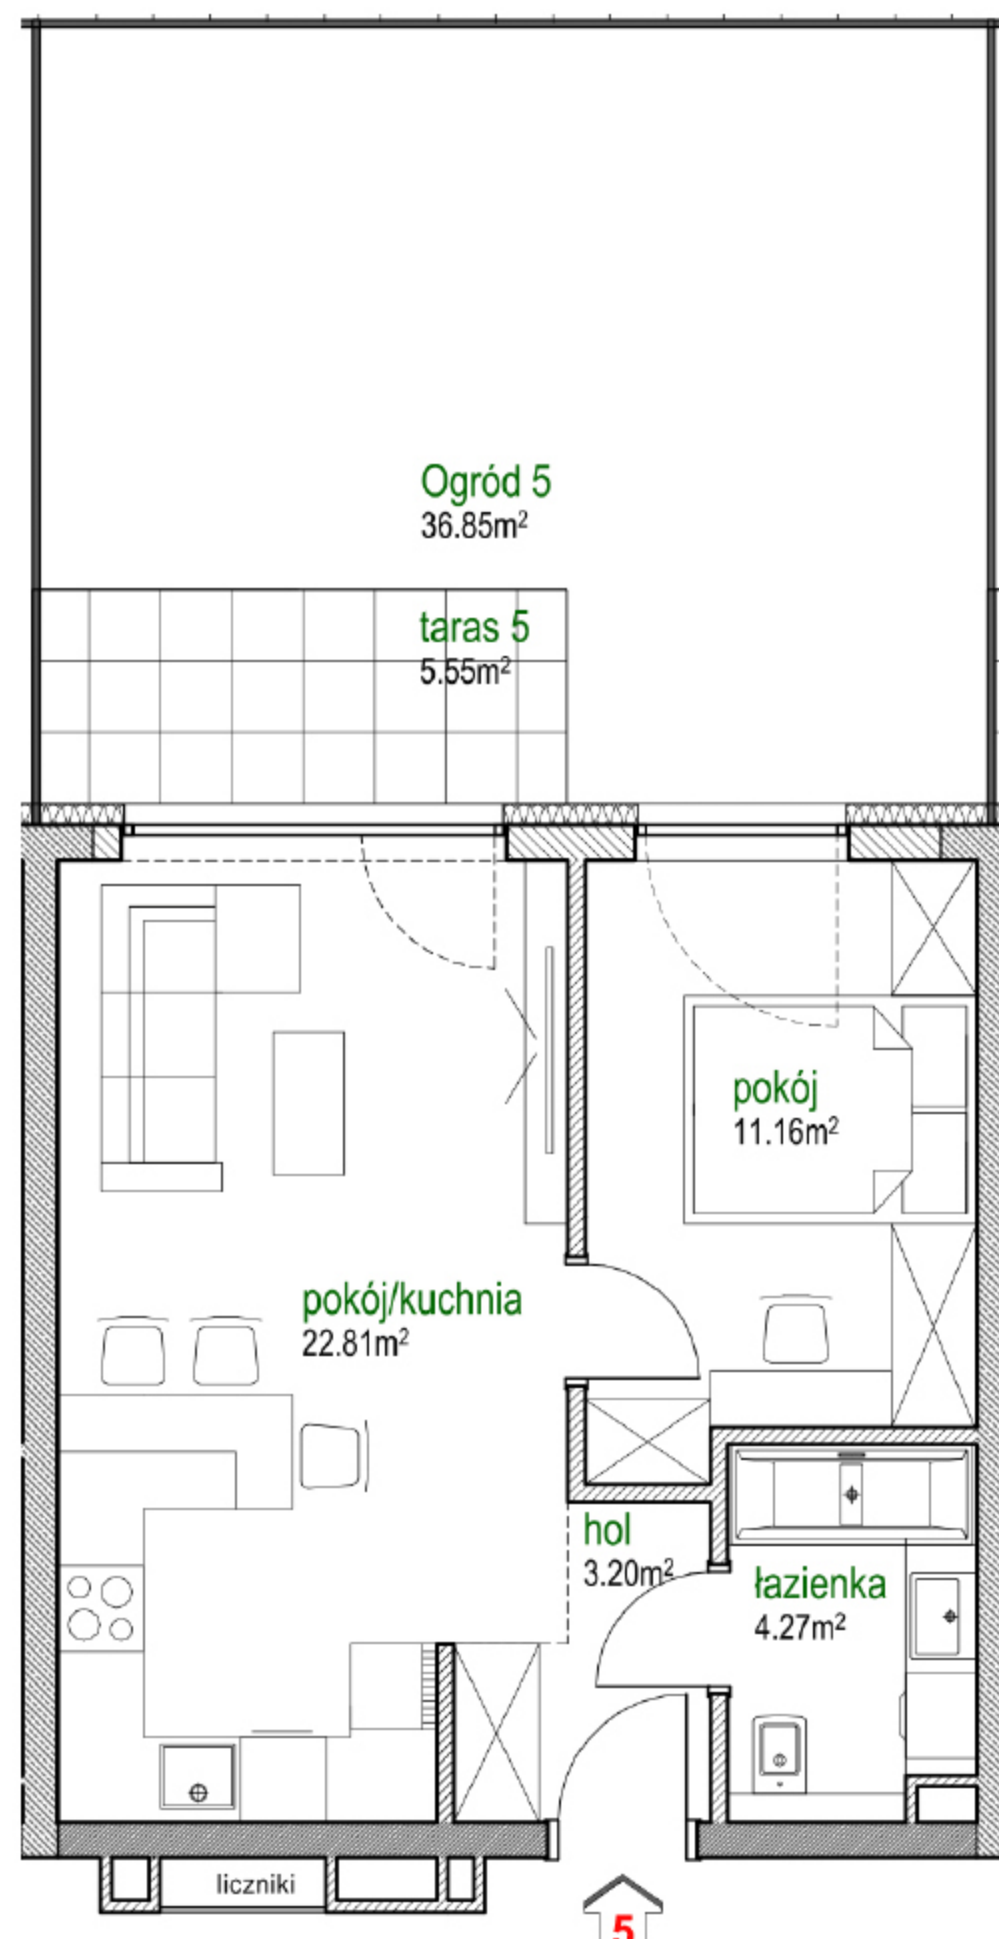 Ogród 5
36.85m²
taras 5
5.55m²
pokój
11.16m²
pokój/kuchnia
22.81m²
hol
3.20m²
łazienka
4.27m²
liczniki
5